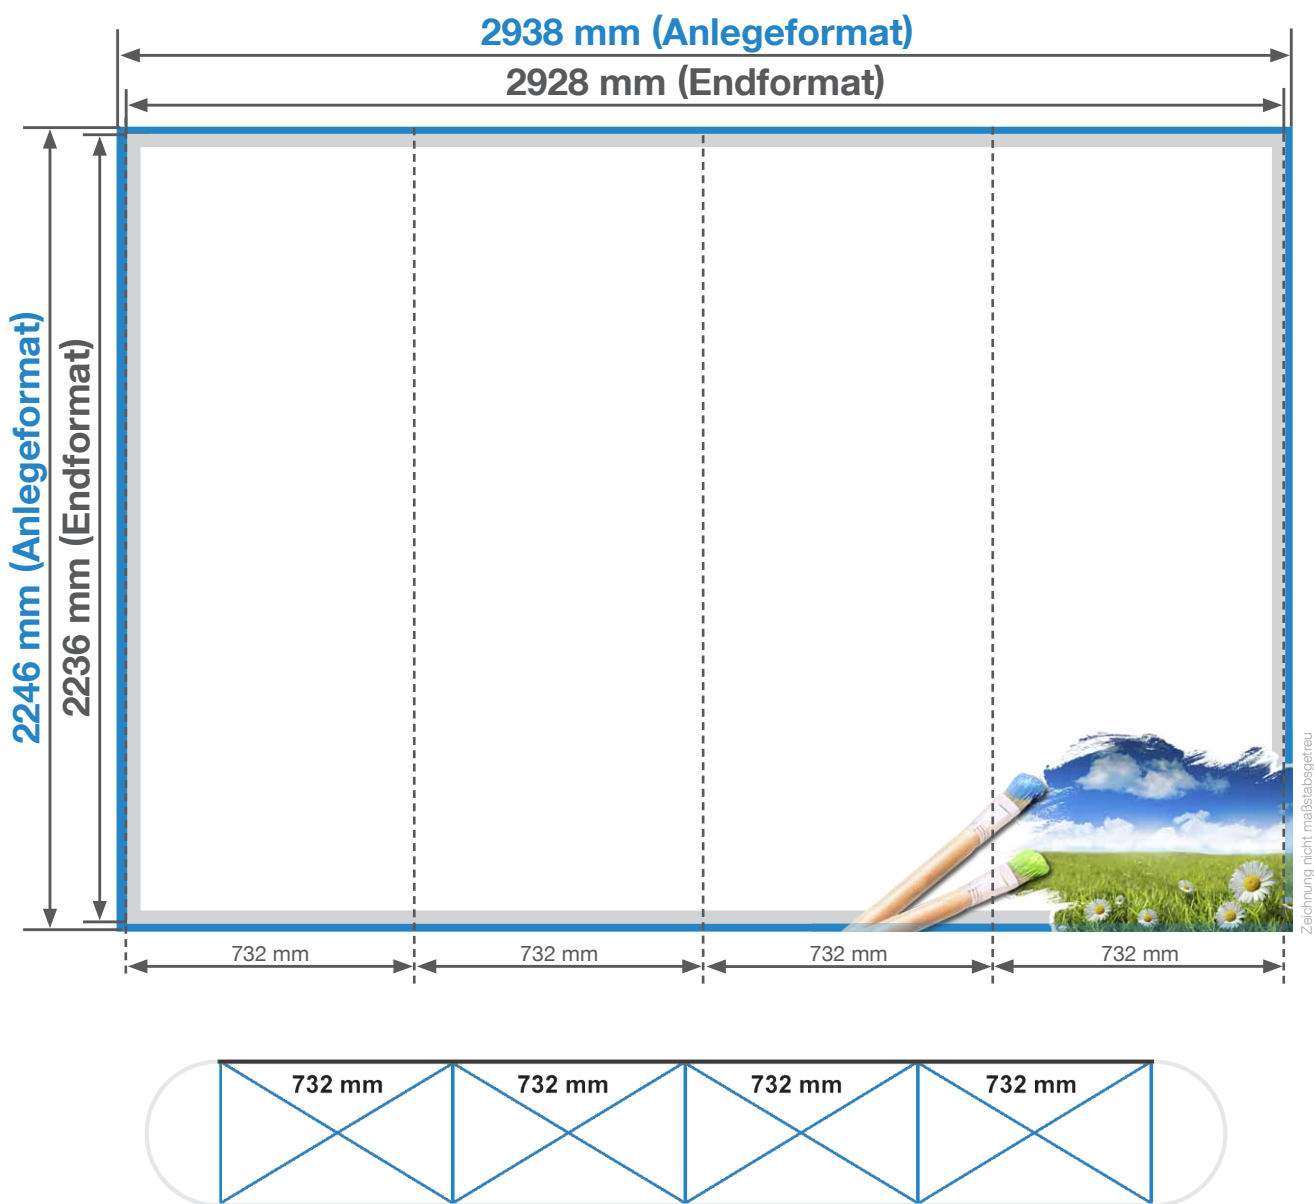 2938 mm (Anlegeformat)
2928 mm (Endformat)
2246 mm (Anlegeformat)
2236 mm (Endformat)
Zeichnung nicht maßstabsgetreu
732 mm
732 mm
732 mm
732 mm
732 mm
732 mm
732 mm
732 mm